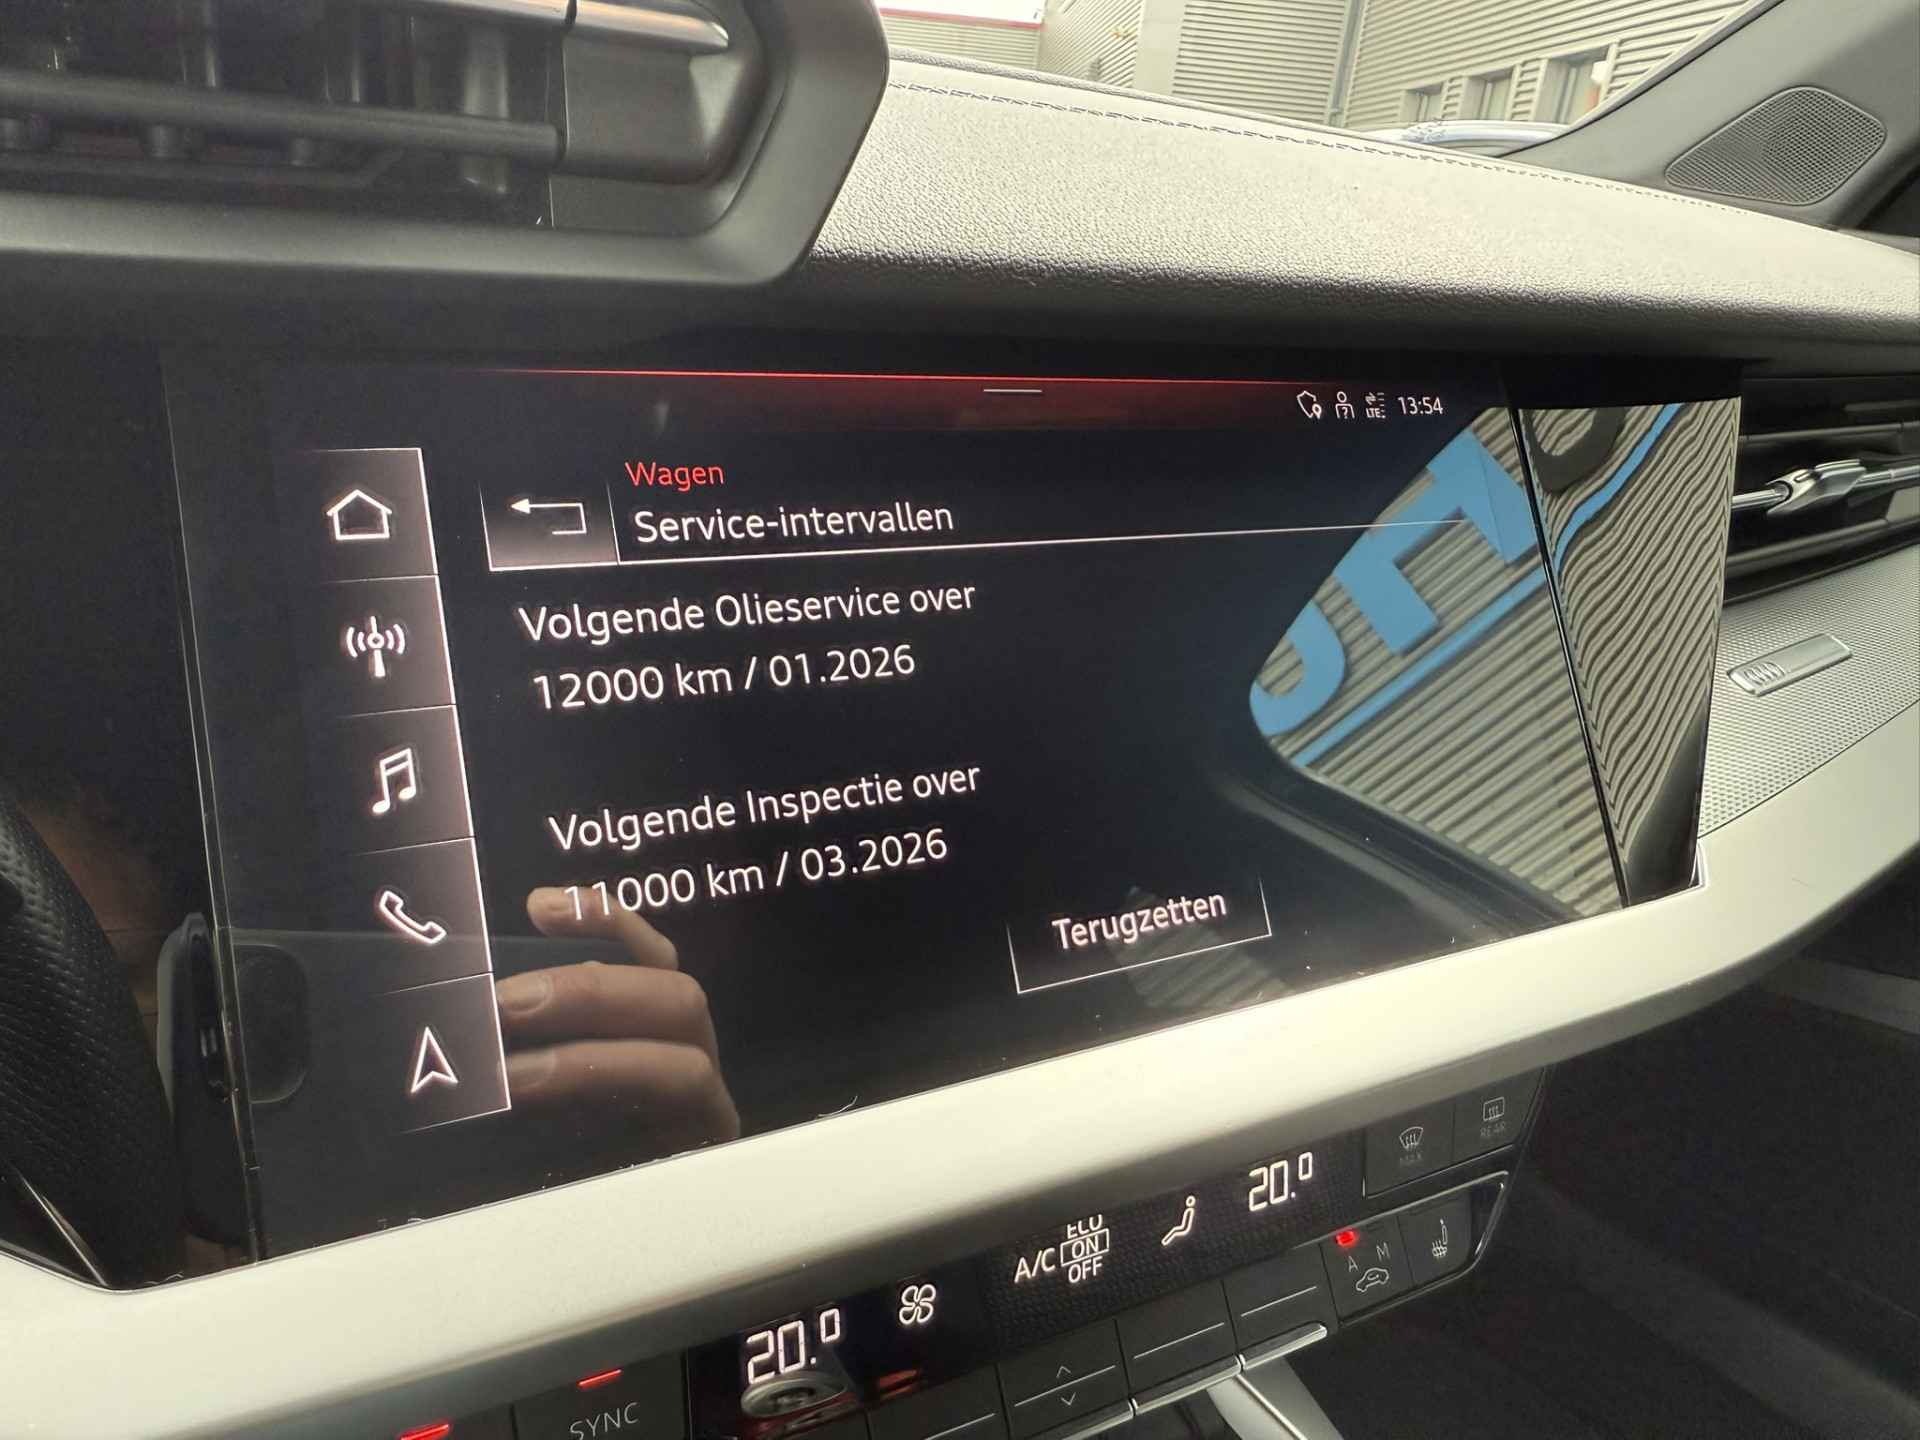 LTE 13:54
Wagen
Service-intervallen
Volgende Olieservice over
12000 km / 01.2026
Volgende Inspectie over
11000 km / 03.2026
Terugzetten
MAX
REAR
20.0
A/C
ECO
ON
OFF
20.0
A M
SYNC